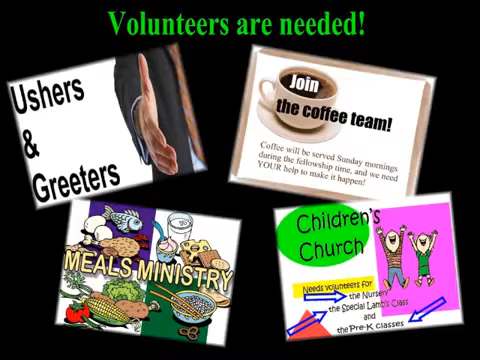 Volunteers are needed!
Ushers
&
Greeters
Join
the coffee team!
Coffee will be served Sunday mornings
during the fellowship time, and we need
YOUR help to make it happen!
MEALS MINISTRY
Children's
Church
Needs volunteers for
the Nursery
the Special Lamb's Class
and
the Pre-K classes